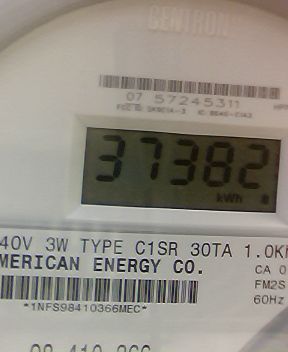 CENTRON
07 57245311
37382
kWh
40V 3W TYPE C1SR 30TA 1.0K
MERICAN ENERGY CO.
CA 0
FM2S
60Hz
*1NFS98410366MEC*